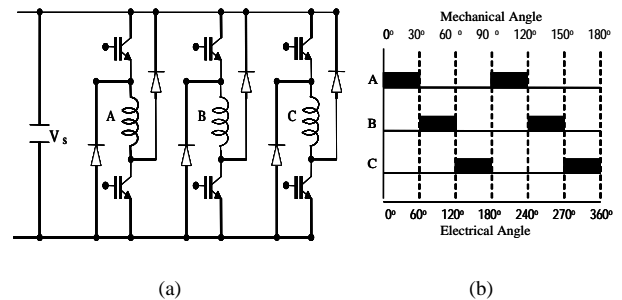 V s
A
B
C
(a)
Mechanical Angle
0° 30° 60 ° 90 ° 120° 150° 180°
A
B
C
0° 60° 120° 180° 240° 270° 360°
Electrical Angle
(b)